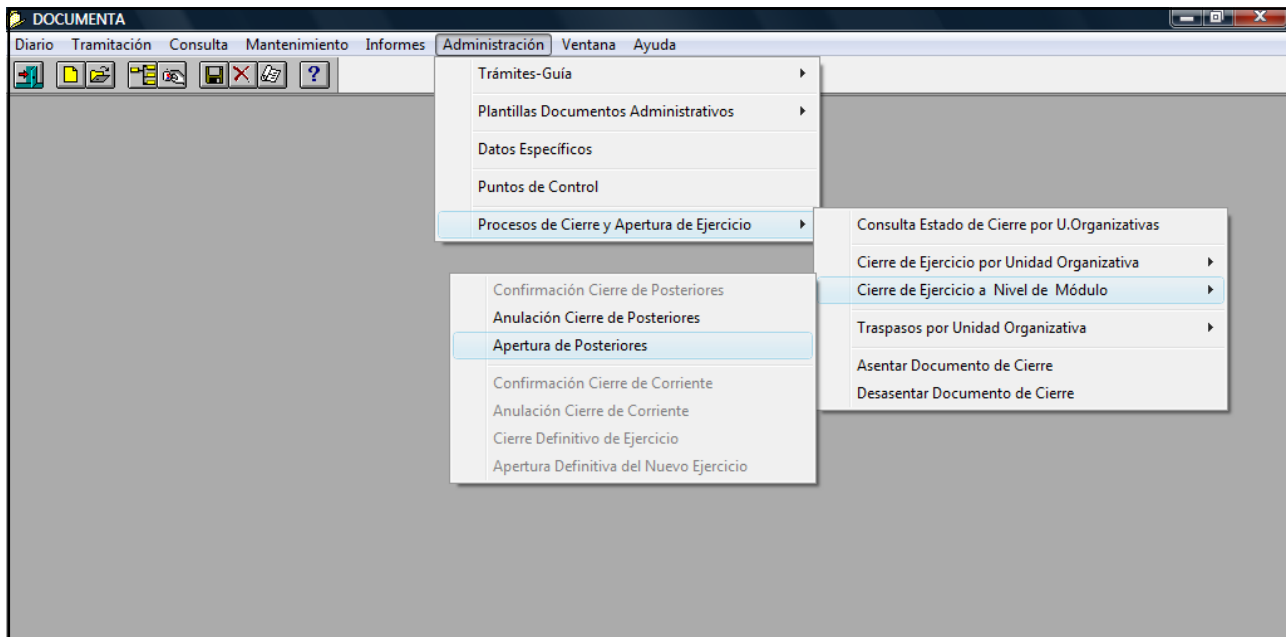 DOCUMENTA
Diario Tramitación Consulta Mantenimiento Informes Administración Ventana Ayuda
?
Trámites-Guía
Plantillas Documentos Administrativos
Datos Específicos
Puntos de Control
Procesos de Cierre y Apertura de Ejercicio
Consulta Estado de Cierre por U.Organizativas
Cierre de Ejercicio por Unidad Organizativa
Cierre de Ejercicio a Nivel de Módulo
Traspasos por Unidad Organizativa
Asentar Documento de Cierre
Desasentar Documento de Cierre
Confirmación Cierre de Posteriores
Anulación Cierre de Posteriores
Apertura de Posteriores
Confirmación Cierre de Corriente
Anulación Cierre de Corriente
Cierre Definitivo de Ejercicio
Apertura Definitiva del Nuevo Ejercicio